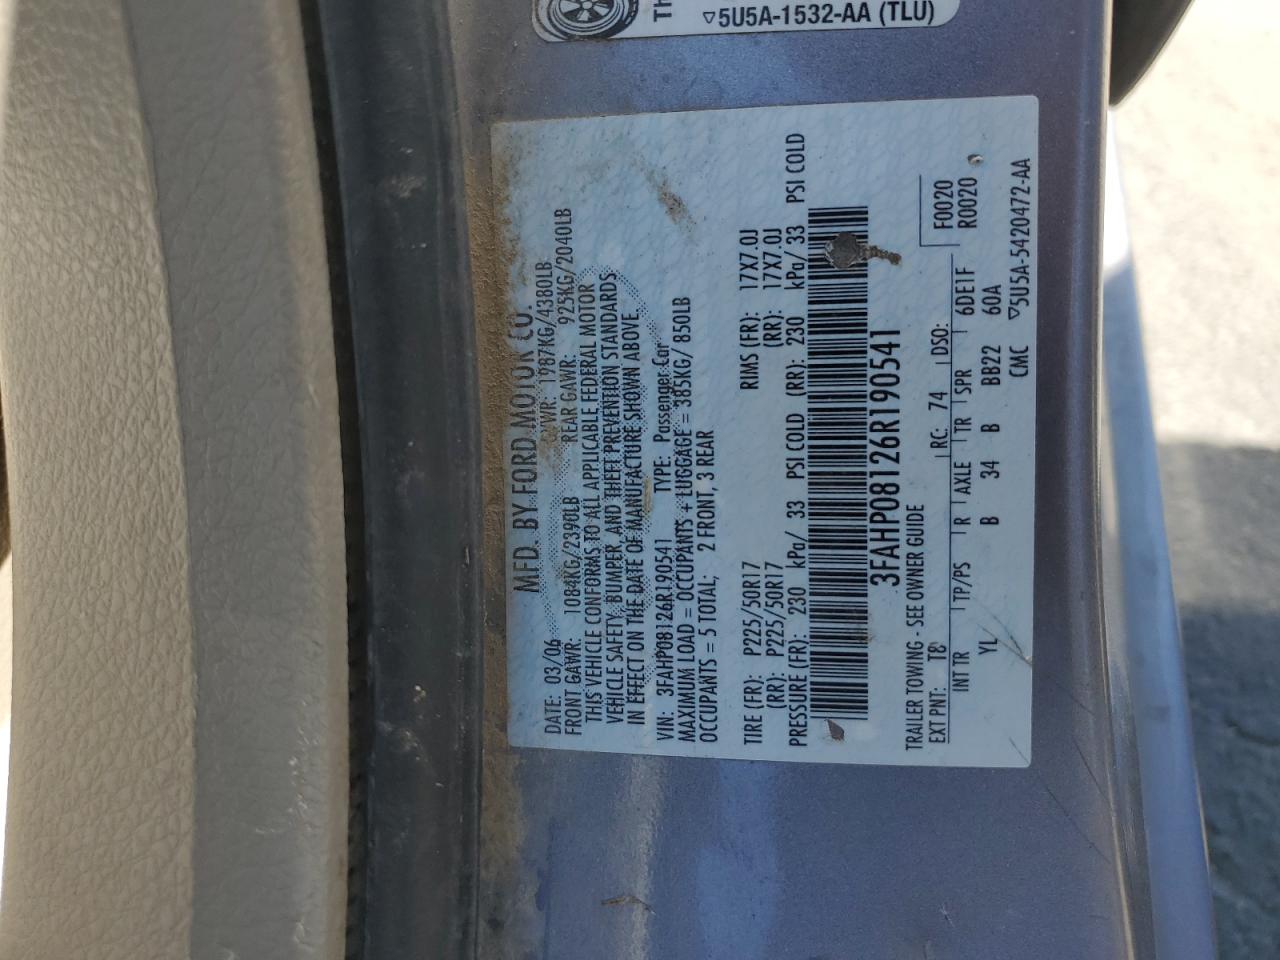 TH
▽5U5A-1532-AA (TLU)
MFD. BY FORD MOTOR CO.
DATE: 03/06 GVWR: 1987KG/4380LB
FRONT GAWR: 1084KG/2390LB REAR GAWR: 925KG/2040LB
THIS VEHICLE CONFORMS TO ALL APPLICABLE FEDERAL MOTOR
VEHICLE SAFETY, BUMPER, AND THEFT PREVENTION STANDARDS
IN EFFECT ON THE DATE OF MANUFACTURE SHOWN ABOVE.
VIN: 3FAHP08126R190541 TYPE: Passenger Car
MAXIMUM LOAD = OCCUPANTS + LUGGAGE = 385KG/ 850LB
OCCUPANTS = 5 TOTAL; 2 FRONT, 3 REAR
TIRE (FR): P225/50R17 RIMS (FR): 17X7.0J
(RR): P225/50R17 (RR): 17X7.0J
PRESSURE (FR): 230 kPa/ 33 PSI COLD (RR): 230 kPa/ 33 PSI COLD
3FAHP08126R190541
TRAILER TOWING - SEE OWNER GUIDE F0020
EXT PNT: T8 RC: 74 DSO: R0020
INT TR TP/PS R AXLE TR SPR 6DE1F
YL B 34 B BB22 60A
CMC ▽5U5A-5420472-AA